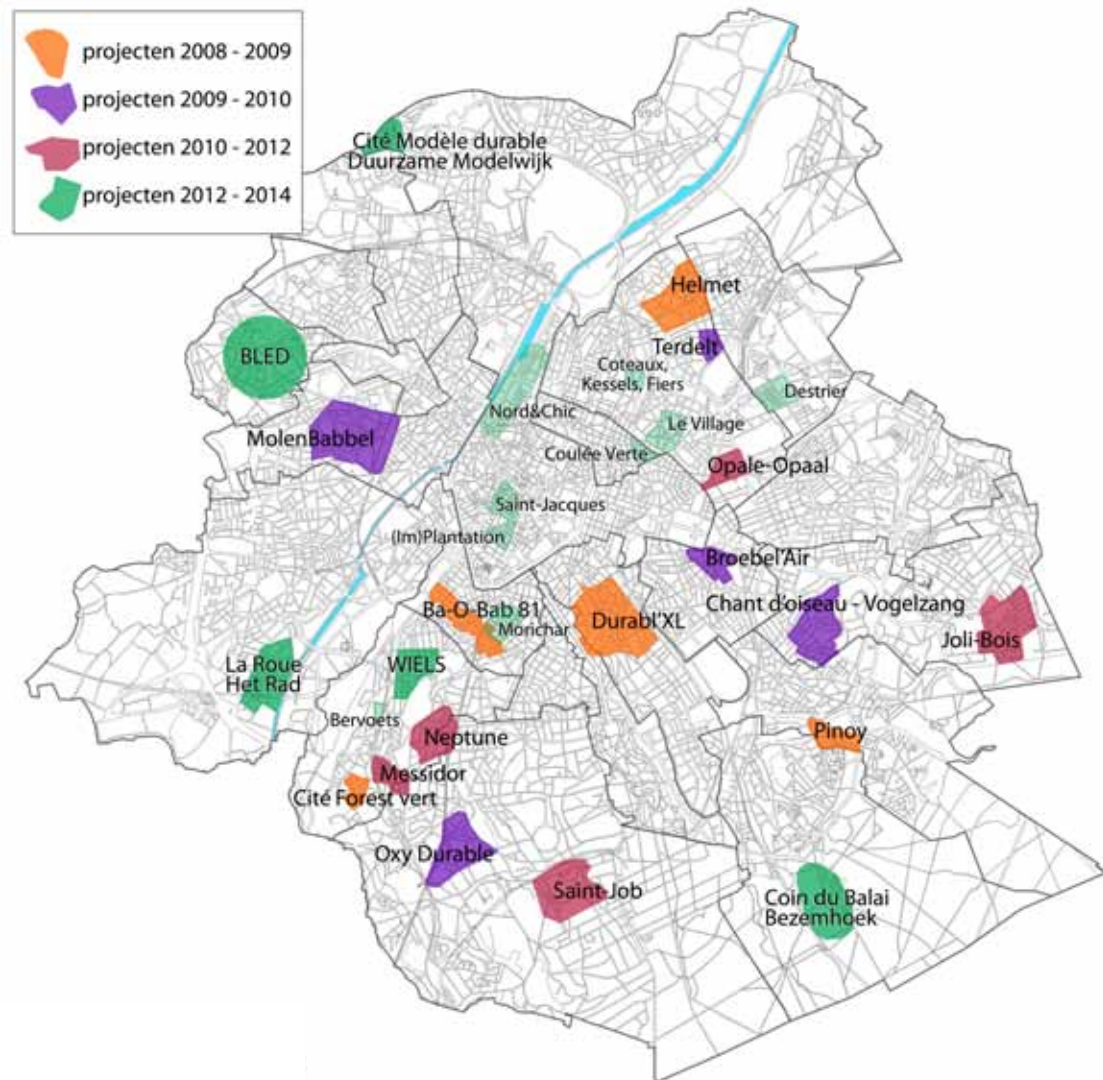 projecten 2008 - 2009
projecten 2009 - 2010
projecten 2010 - 2012
projecten 2012 - 2014
Cité Modèle durable
Duurzame Modelwijk
Helmet
Terdelt
BLED
Coteaux,
Kessels, Fiers
Destrier
Nord&Chic
Le Village
MolenBabbel
Coulée Verte
Opale-Opaal
Saint-Jacques
(Im)Plantation
Broebel'Air
Ba-O-Bab 81
Durabl'XL
Chant d'oiseau - Vogelzang
Morichar
Joli-Bois
La Roue
Het Rad
WIELS
Bervoets
Neptune
Pinoy
Messidor
Cité Forest vert
Oxy Durable
Saint-Job
Coin du Balai
Bezemhoek